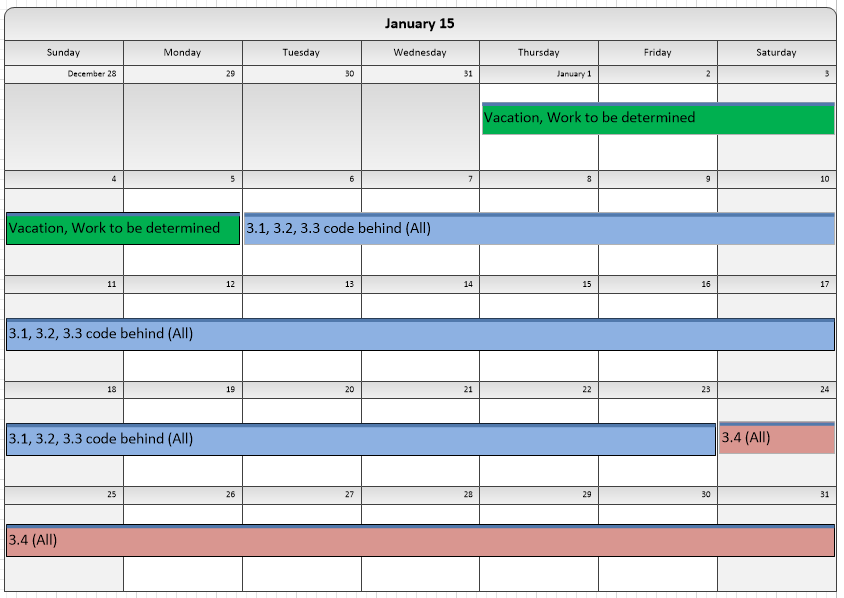 January 15
Sunday Monday Tuesday Wednesday Thursday Friday Saturday
December 28 29 30 31 January 1 2 3
Vacation, Work to be determined
4 5 6 7 8 9 10
Vacation, Work to be determined 3.1, 3.2, 3.3 code behind (All)
11 12 13 14 15 16 17
3.1, 3.2, 3.3 code behind (All)
18 19 20 21 22 23 24
3.1, 3.2, 3.3 code behind (All) 3.4 (All)
25 26 27 28 29 30 31
3.4 (All)